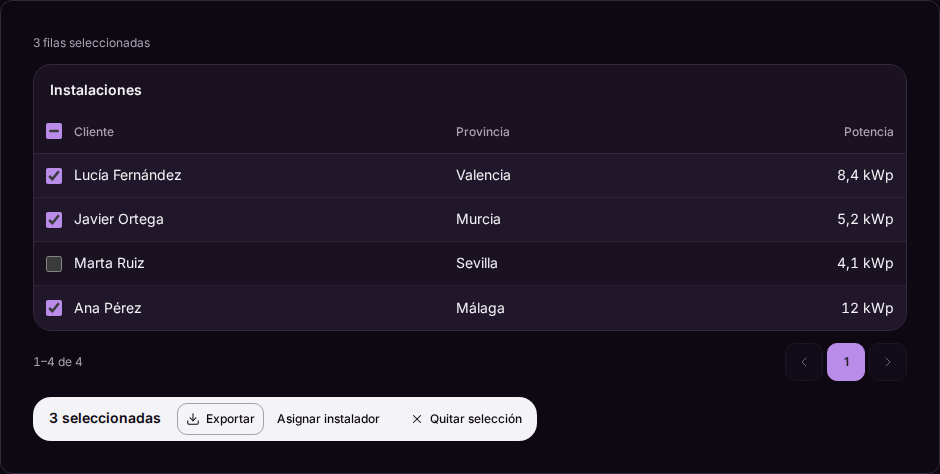 3 filas seleccionadas
Instalaciones
Cliente Provincia Potencia
Lucía Fernández Valencia 8,4 kWp
Javier Ortega Murcia 5,2 kWp
Marta Ruiz Sevilla 4,1 kWp
Ana Pérez Málaga 12 kWp
1–4 de 4 1
3 seleccionadas Exportar Asignar instalador Quitar selección